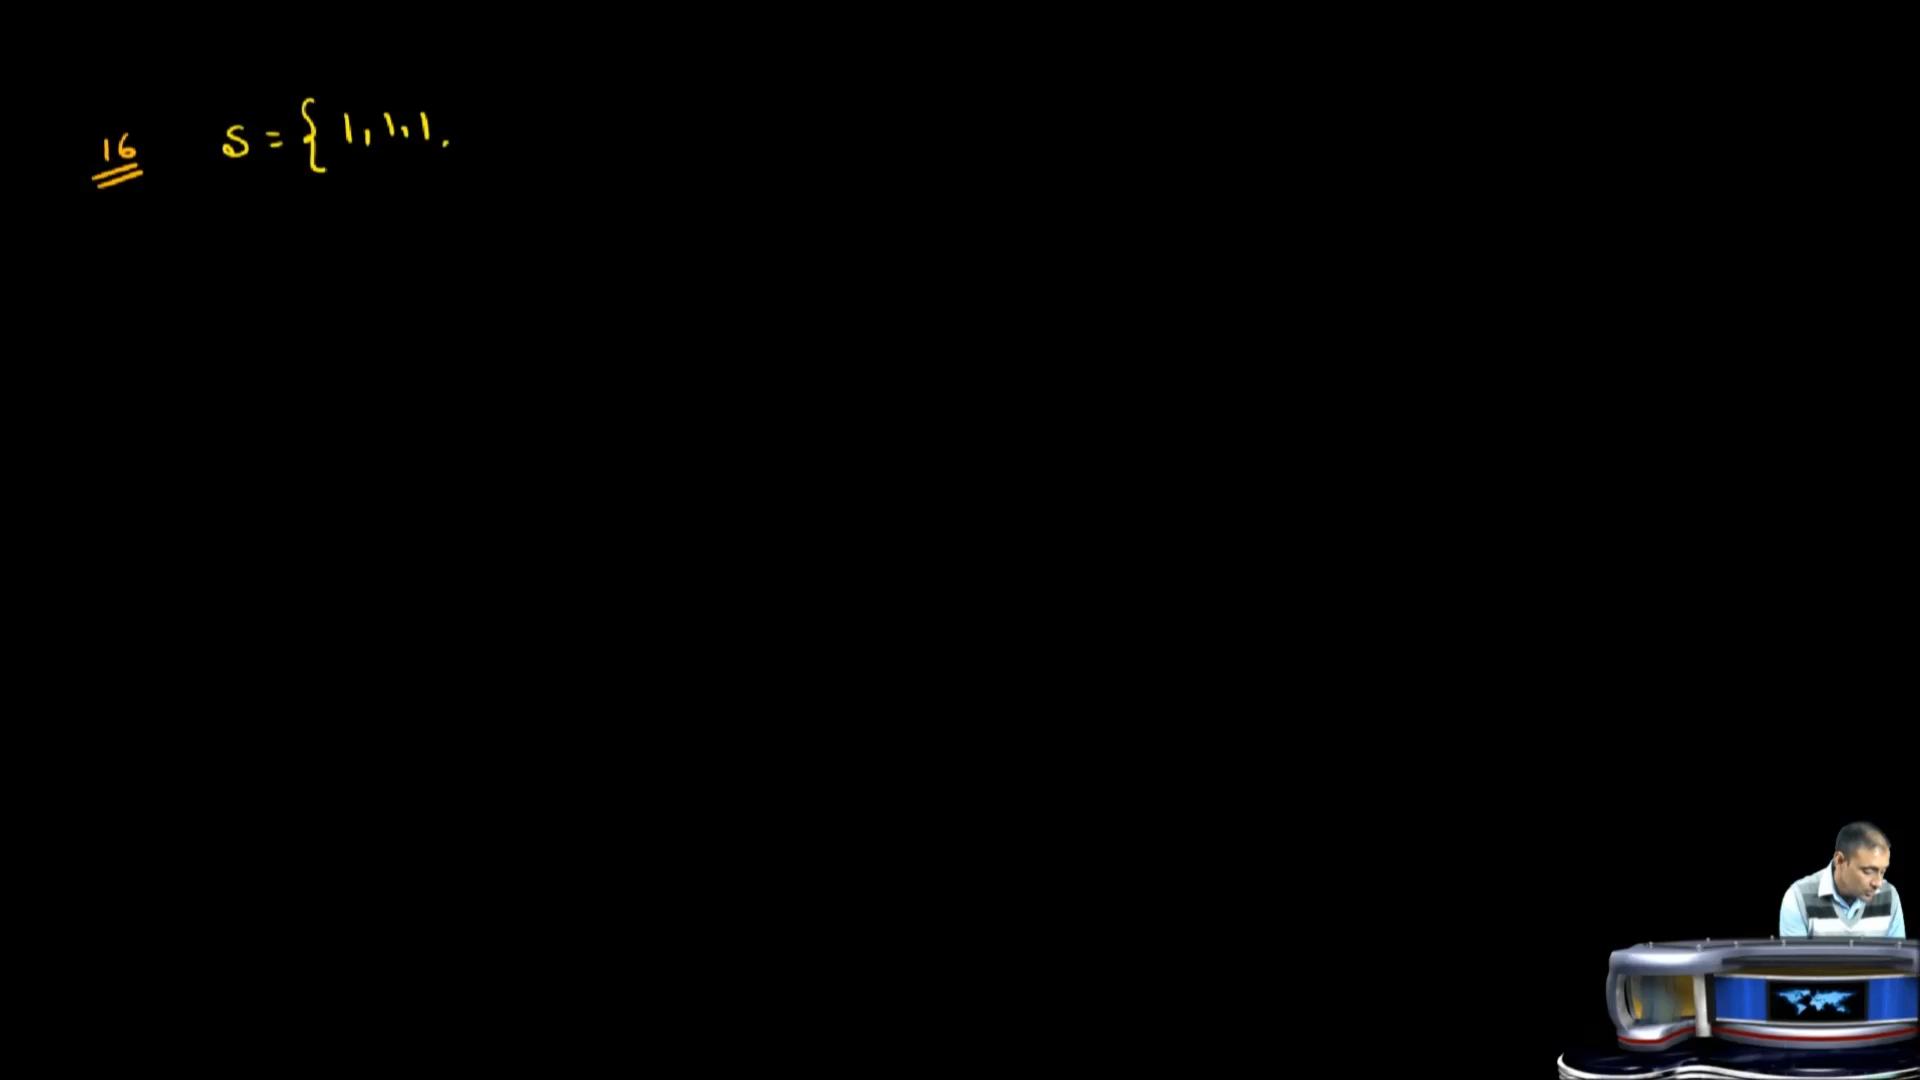 16 S = { 1, 1, 1.